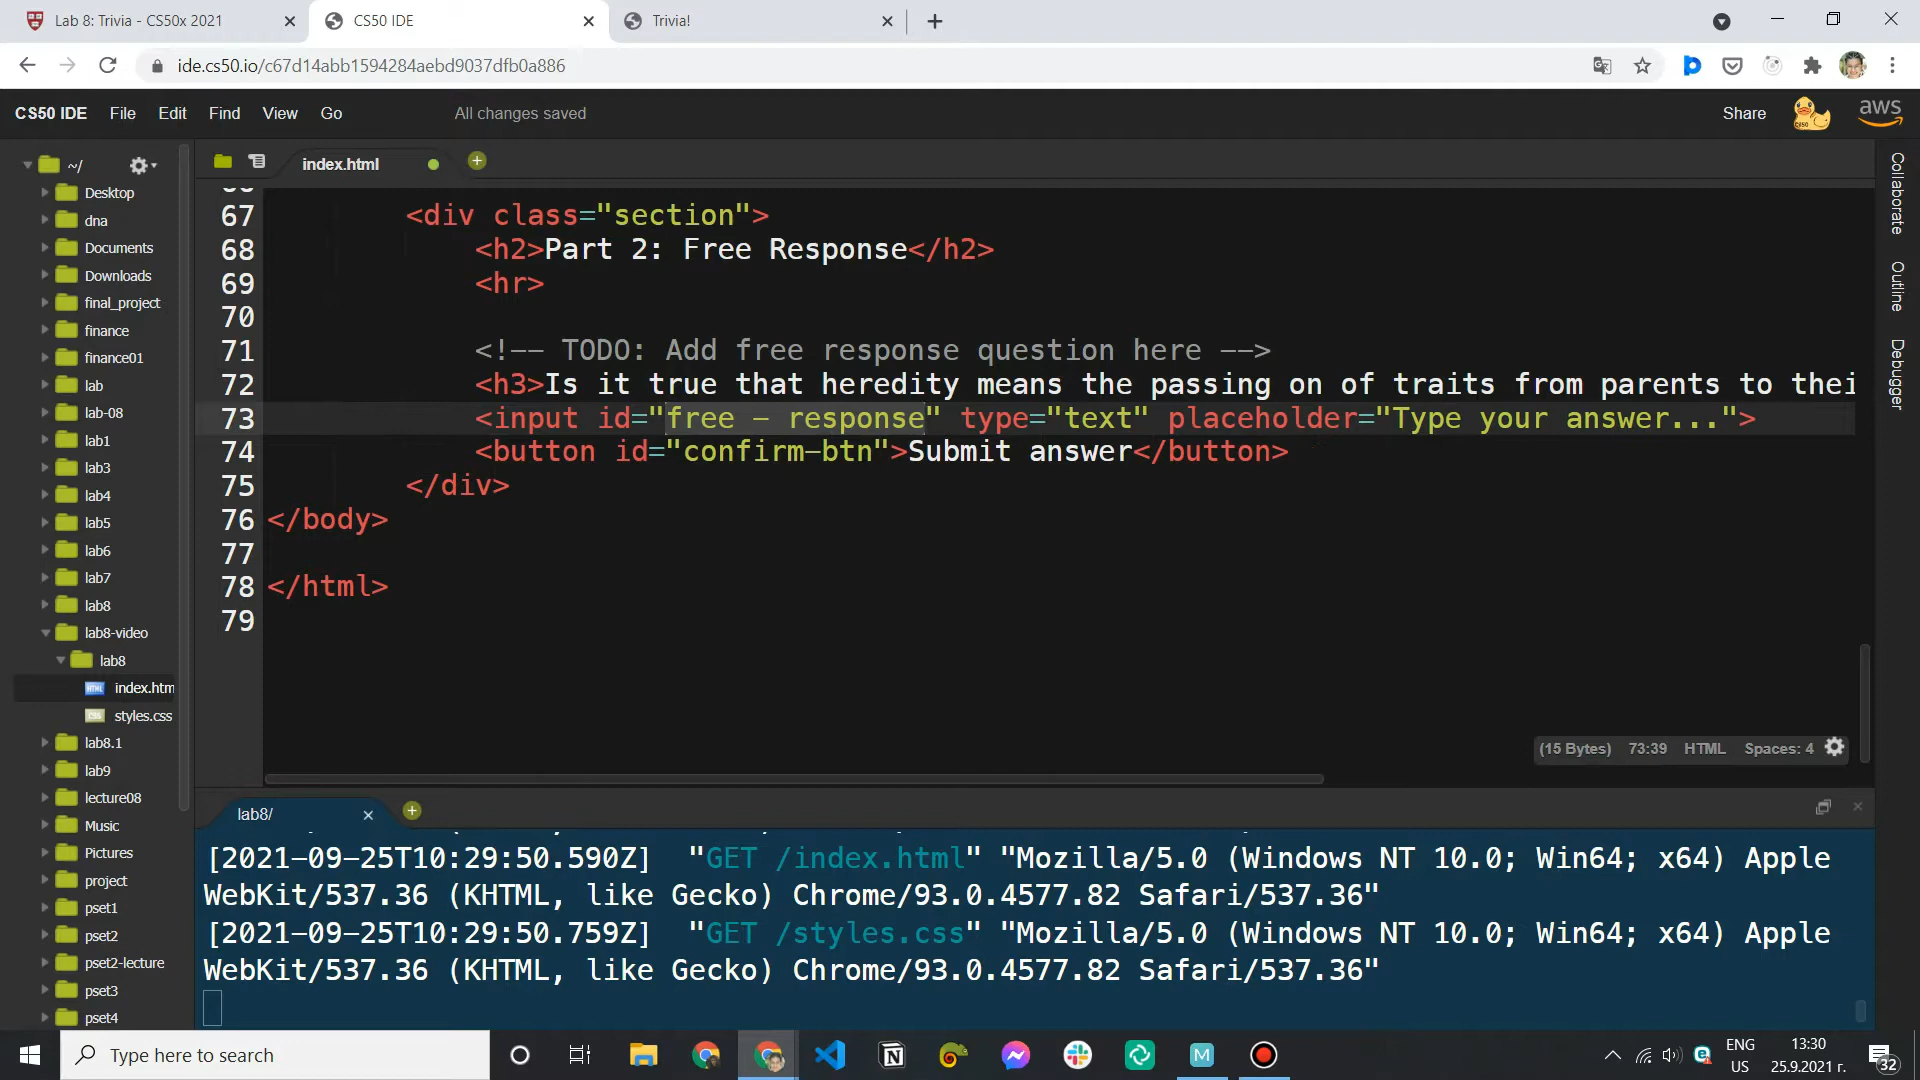 Lab 8: Trivia - CS50x 2021
CS50 IDE
Trivia!
ide.cs50.io/c67d14abb1594284aebd9037dfb0a886
CS50 IDE File Edit Find View Go All changes saved Share aws
~/
Desktop
dna
Documents
Downloads
final_project
finance
finance01
lab
lab-08
lab1
lab3
lab4
lab5
lab6
lab7
lab8
lab8-video
lab8
index.htm
styles.css
lab8.1
lab9
lecture08
Music
Pictures
project
pset1
pset2
pset2-lecture
pset3
pset4
index.html
67 <div class="section">
68 <h2>Part 2: Free Response</h2>
69 <hr>
70
71 <!-- TODO: Add free response question here -->
72 <h3>Is it true that heredity means the passing on of traits from parents to thei
73 <input id="free - response" type="text" placeholder="Type your answer...">
74 <button id="confirm-btn">Submit answer</button>
75 </div>
76 </body>
77
78 </html>
79
(15 Bytes) 73:39 HTML Spaces: 4
Collaborate
Outline
Debugger
lab8/
[2021-09-25T10:29:50.590Z] "GET /index.html" "Mozilla/5.0 (Windows NT 10.0; Win64; x64) Apple
WebKit/537.36 (KHTML, like Gecko) Chrome/93.0.4577.82 Safari/537.36"
[2021-09-25T10:29:50.759Z] "GET /styles.css" "Mozilla/5.0 (Windows NT 10.0; Win64; x64) Apple
WebKit/537.36 (KHTML, like Gecko) Chrome/93.0.4577.82 Safari/537.36"
Type here to search
ENG
US
13:30
25.9.2021 г.
32